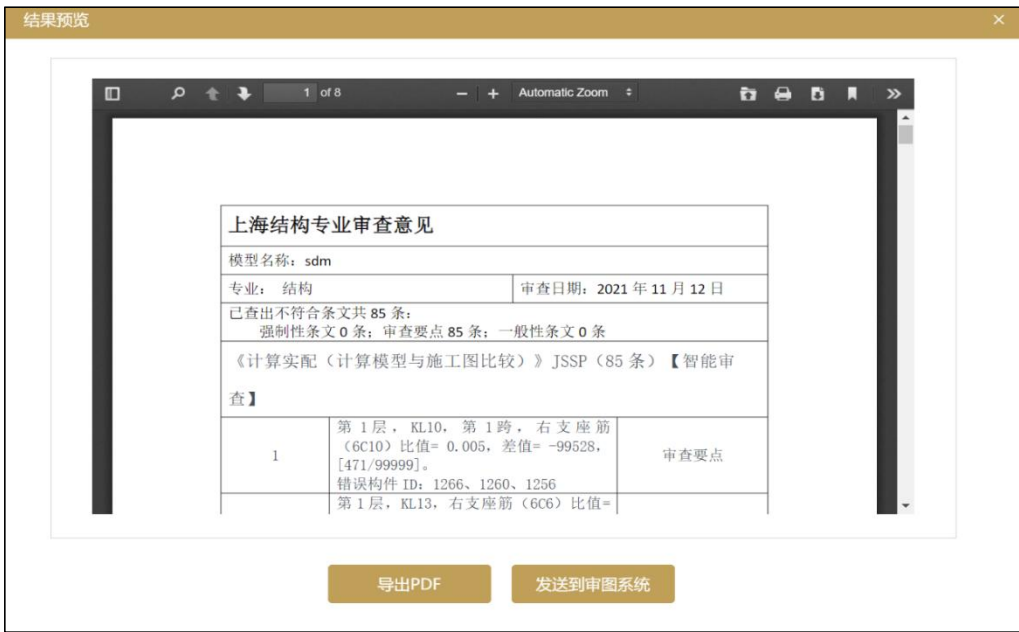 结果预览
×
1 of 8
Automatic Zoom
上海结构专业审查意见
模型名称：sdm
专业： 结构
审查日期：2021 年 11 月 12 日
已查出不符合条文共 85 条：
强制性条文 0 条；审查要点 85 条；一般性条文 0 条
《计算实配（计算模型与施工图比较）》JSSP（85 条）【智能审
查】
1
第 1层，KL10，第 1跨，右支座筋
（6C10）比值= 0.005，差值= -99528，
[471/99999]。
错误构件 ID：1266、1260、1256
审查要点
第 1层，KL13，右支座筋（6C6）比值=
导出PDF
发送到审图系统